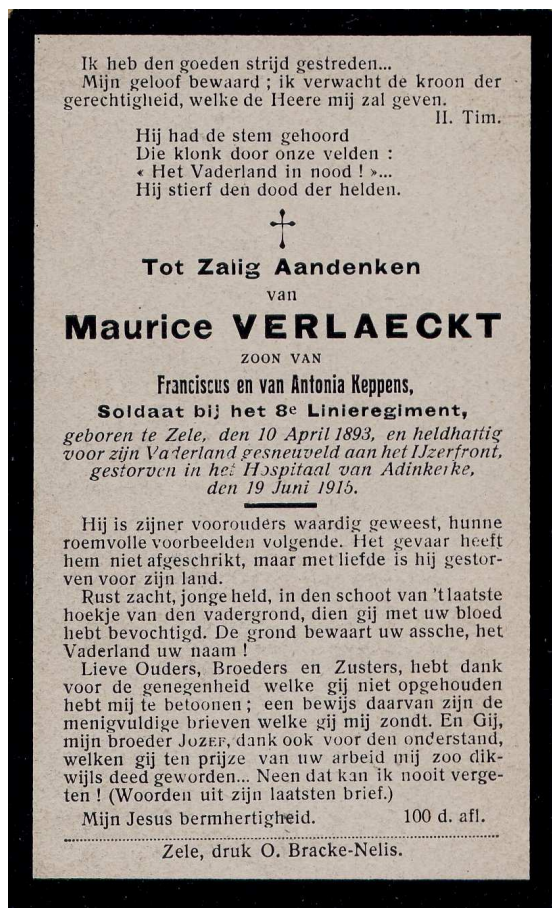 Ik heb den goeden strijd gestreden...
Mijn geloof bewaard ; ik verwacht de kroon der
gerechtigheid, welke de Heere mij zal geven.
II. Tim.
Hij had de stem gehoord
Die klonk door onze velden :
« Het Vaderland in nood ! »...
Hij stierf den dood der helden.
Tot Zalig Aandenken
van
Maurice VERLAECKT
ZOON VAN
Franciscus en van Antonia Keppens,
Soldaat bij het 8e Linieregiment,
geboren te Zele, den 10 April 1893, en heldhaftig
voor zijn Vaderland gesneuveld aan het IJzerfront,
gestorven in het Hospitaal van Adinkerke,
den 19 Juni 1915.
Hij is zijner voorouders waardig geweest, hunne
roemvolle voorbeelden volgende. Het gevaar heeft
hem niet afgeschrikt, maar met liefde is hij gestor-
ven voor zijn land.
Rust zacht, jonge held, in den schoot van 't laatste
hoekje van den vadergrond, dien gij met uw bloed
hebt bevochtigd. De grond bewaart uw assche, het
Vaderland uw naam !
Lieve Ouders, Broeders en Zusters, hebt dank
voor de genegenheid welke gij niet opgehouden
hebt mij te betoonen ; een bewijs daarvan zijn de
menigvuldige brieven welke gij mij zondt. En Gij,
mijn broeder JOZEF, dank ook voor den onderstand,
welken gij ten prijze van uw arbeid mij zoo dik-
wijls deed geworden... Neen dat kan ik nooit verge-
ten ! (Woorden uit zijn laatsten brief.)
Mijn Jesus bermhertigheid. 100 d. afl.
Zele, druk O. Bracke-Nelis.